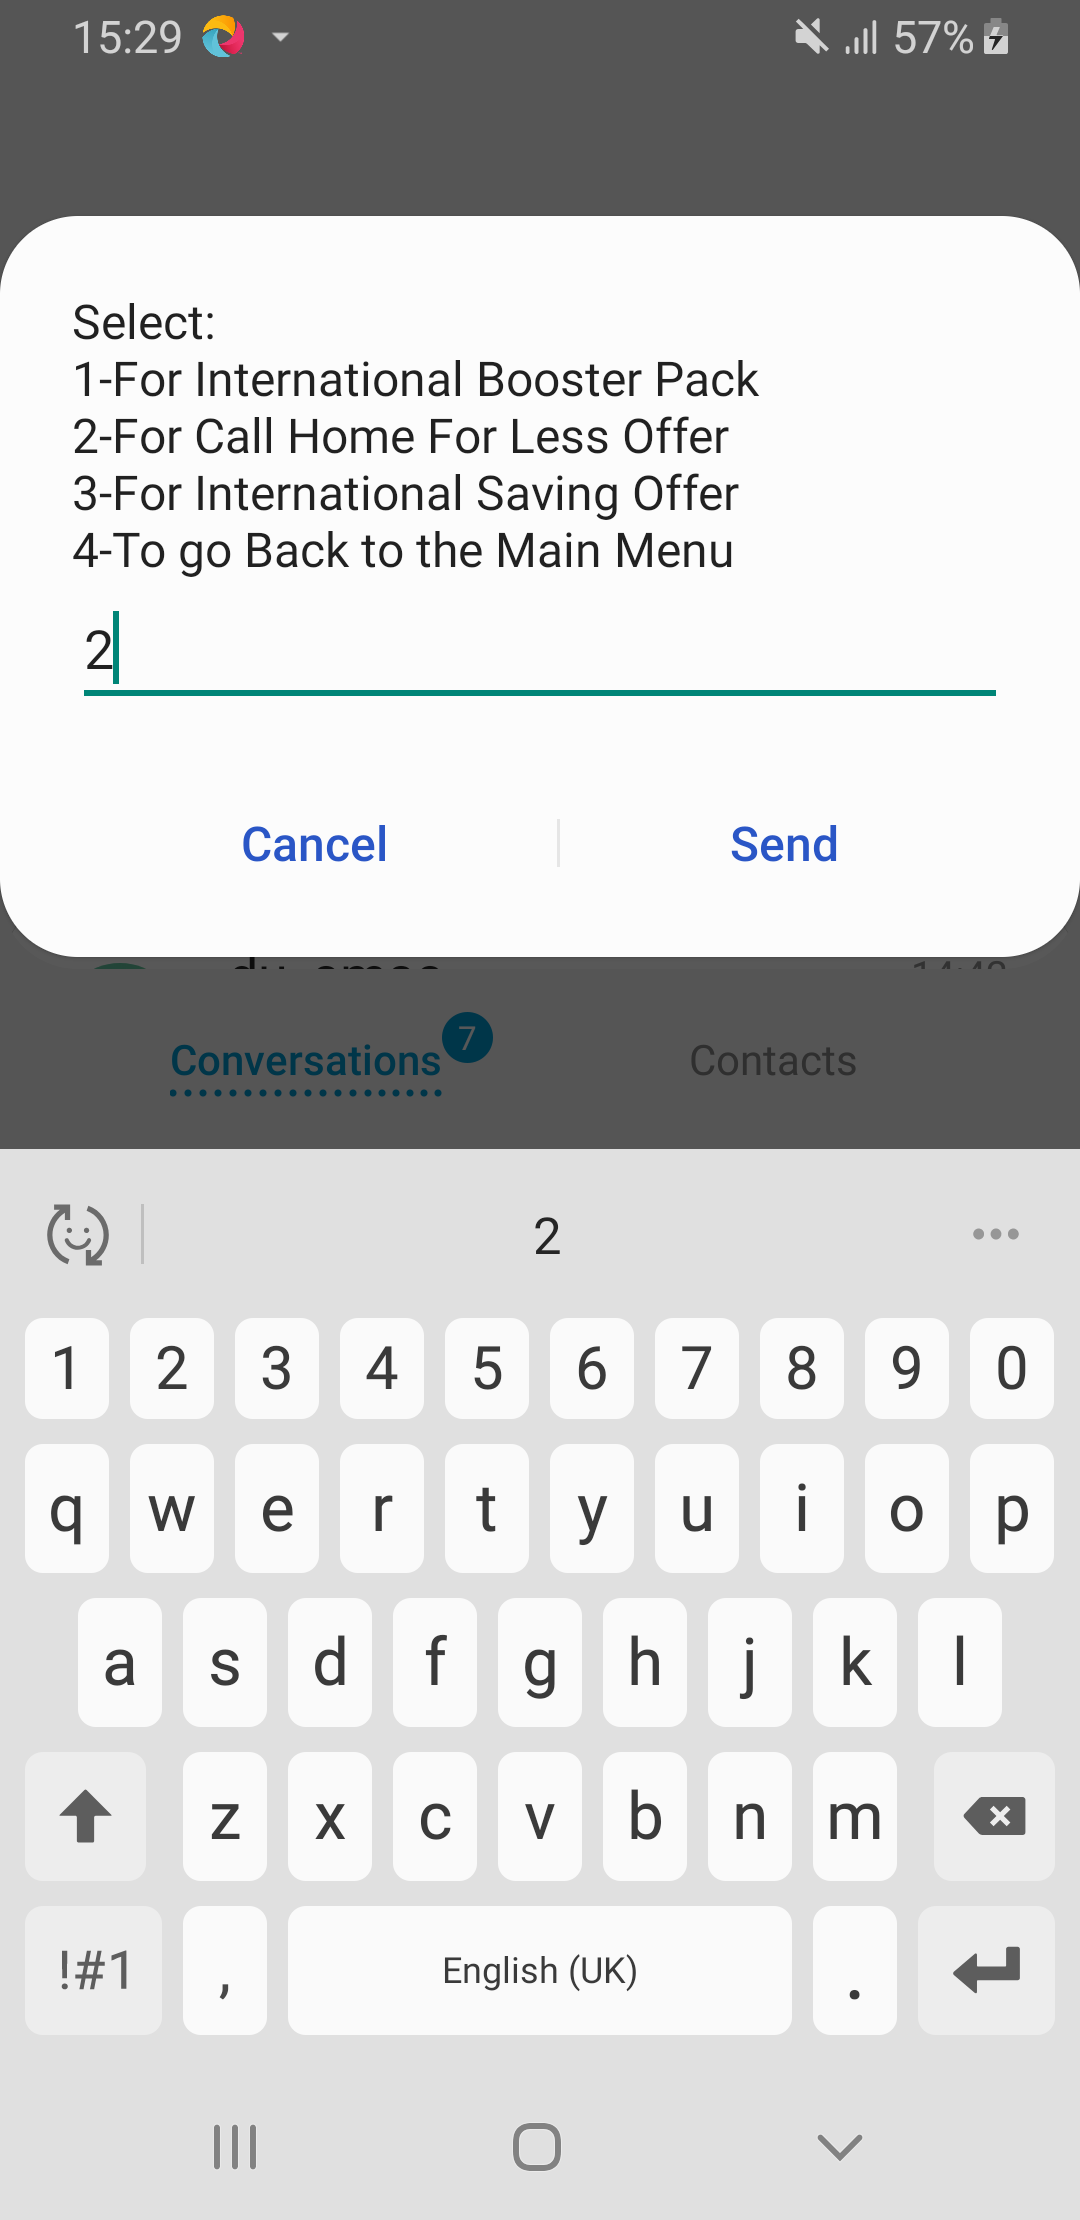 15:29
57%
Select:
1-For International Booster Pack
2-For Call Home For Less Offer
3-For International Saving Offer
4-To go Back to the Main Menu
2
Cancel
Send
Conversations 7
Contacts
2
1 2 3 4 5 6 7 8 9 0
q w e r t y u i o p
a s d f g h j k l
z x c v b n m
!#1 , English (UK) .